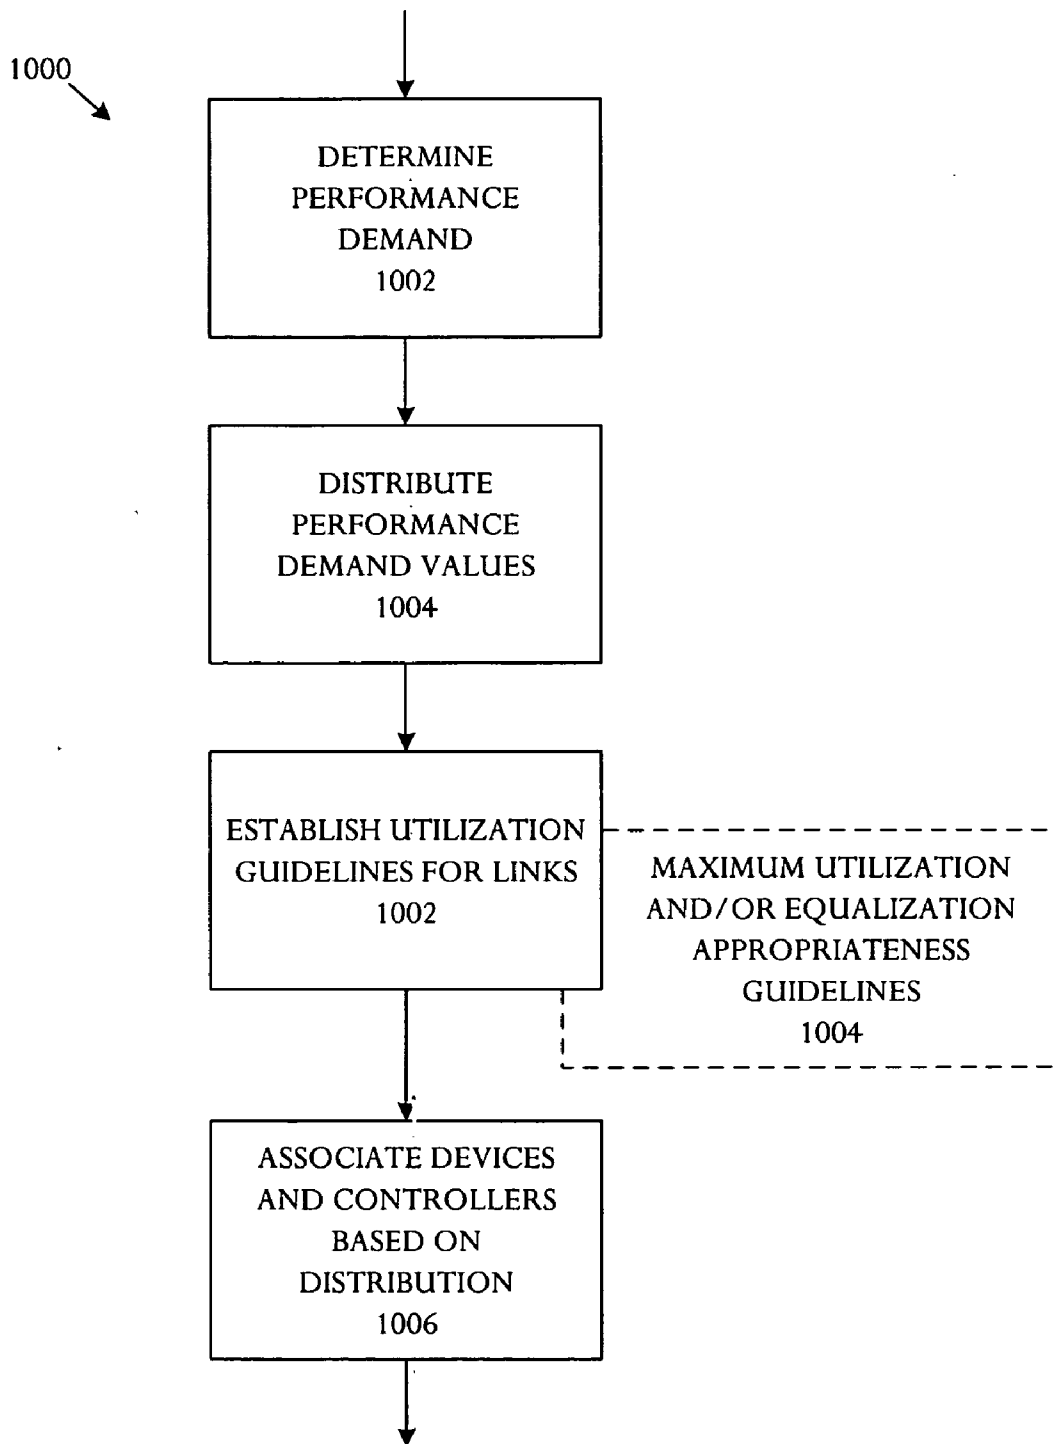 1000
DETERMINE
PERFORMANCE
DEMAND
1002
DISTRIBUTE
PERFORMANCE
DEMAND VALUES
1004
ESTABLISH UTILIZATION
GUIDELINES FOR LINKS
1002
MAXIMUM UTILIZATION
AND/OR EQUALIZATION
APPROPRIATENESS
GUIDELINES
1004
ASSOCIATE DEVICES
AND CONTROLLERS
BASED ON
DISTRIBUTION
1006